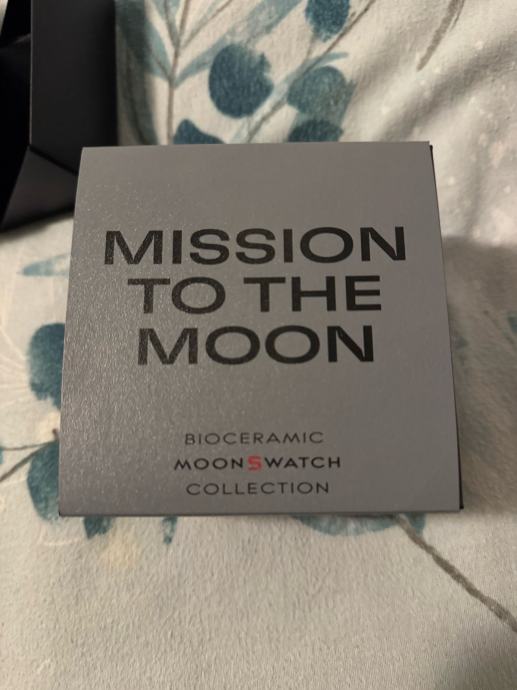 MISSION
TO THE
MOON
BIOCERAMIC
MOONSWATCH
COLLECTION